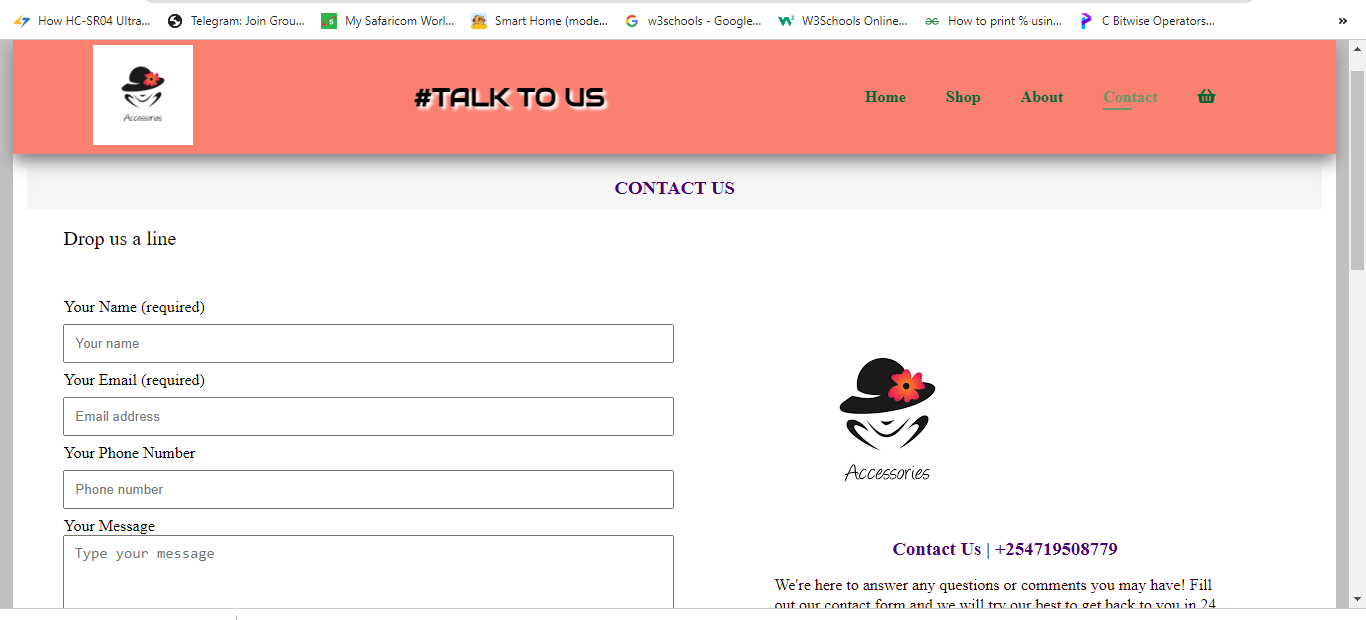 How HC-SR04 Ultra... Telegram: Join Grou... My Safaricom Worl... Smart Home (mode... w3schools - Google... W3Schools Online... How to print % usin... C Bitwise Operators... »
Accessories
#TALK TO US
Home Shop About Contact
CONTACT US
Drop us a line
Your Name (required)
Your name
Your Email (required)
Email address
Your Phone Number
Phone number
Your Message
Type your message
Accessories
Contact Us | +254719508779
We're here to answer any questions or comments you may have! Fill
out our contact form and we will try our best to get back to you in 24